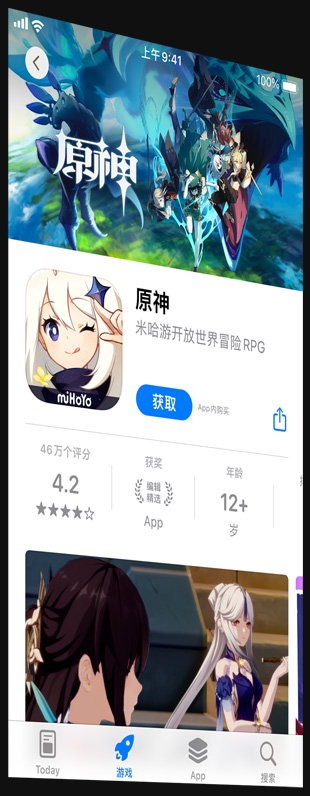 上午9:41
100%
原神
原神
米哈游开放世界冒险RPG
miHoYo
获取
App内购买
46万个评分
4.2
获奖
编辑
精选
App
年龄
12+
岁
Today
游戏
App
搜索